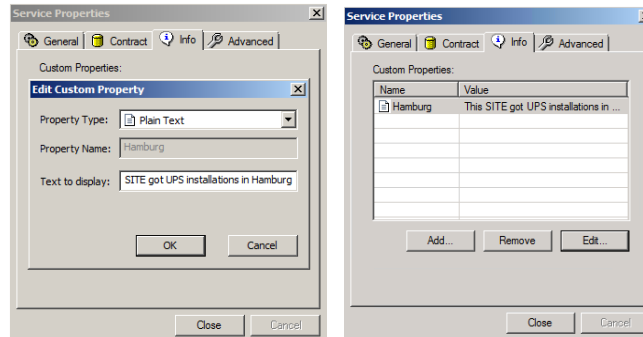 Service Properties
General
Contract
Info
Advanced
Custom Properties:
Edit Custom Property
Property Type:
Plain Text
Property Name:
Hamburg
Text to display:
SITE got UPS installations in Hamburg
OK
Cancel
Close
Cancel
Service Properties
General
Contract
Info
Advanced
Custom Properties:
Name
Value
Hamburg
This SITE got UPS installations in ...
Add...
Remove
Edit...
Close
Cancel